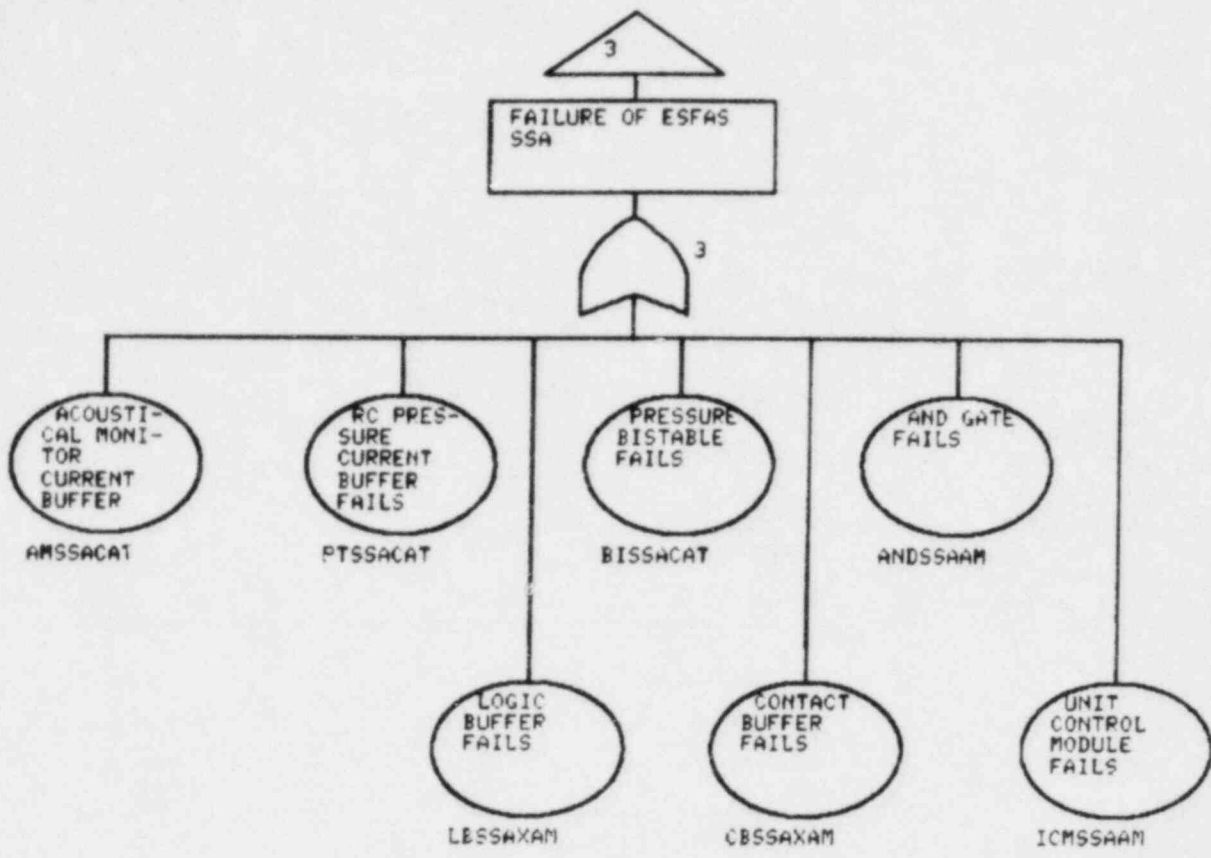 3
FAILURE OF ESFAS
SSA
3
ACOUSTI-
CAL MONI-
TOR
CURRENT
BUFFER
AMSSACAT
RC PRES-
SURE
CURRENT
BUFFER
FAILS
PTSSACAT
PRESSURE
BISTABLE
FAILS
BISSACAT
AND GATE
FAILS
ANDSSAAM
LOGIC
BUFFER
FAILS
LBSSAXAM
CONTACT
BUFFER
FAILS
CBSSAXAM
UNIT
CONTROL
MODULE
FAILS
ICMSSAAM